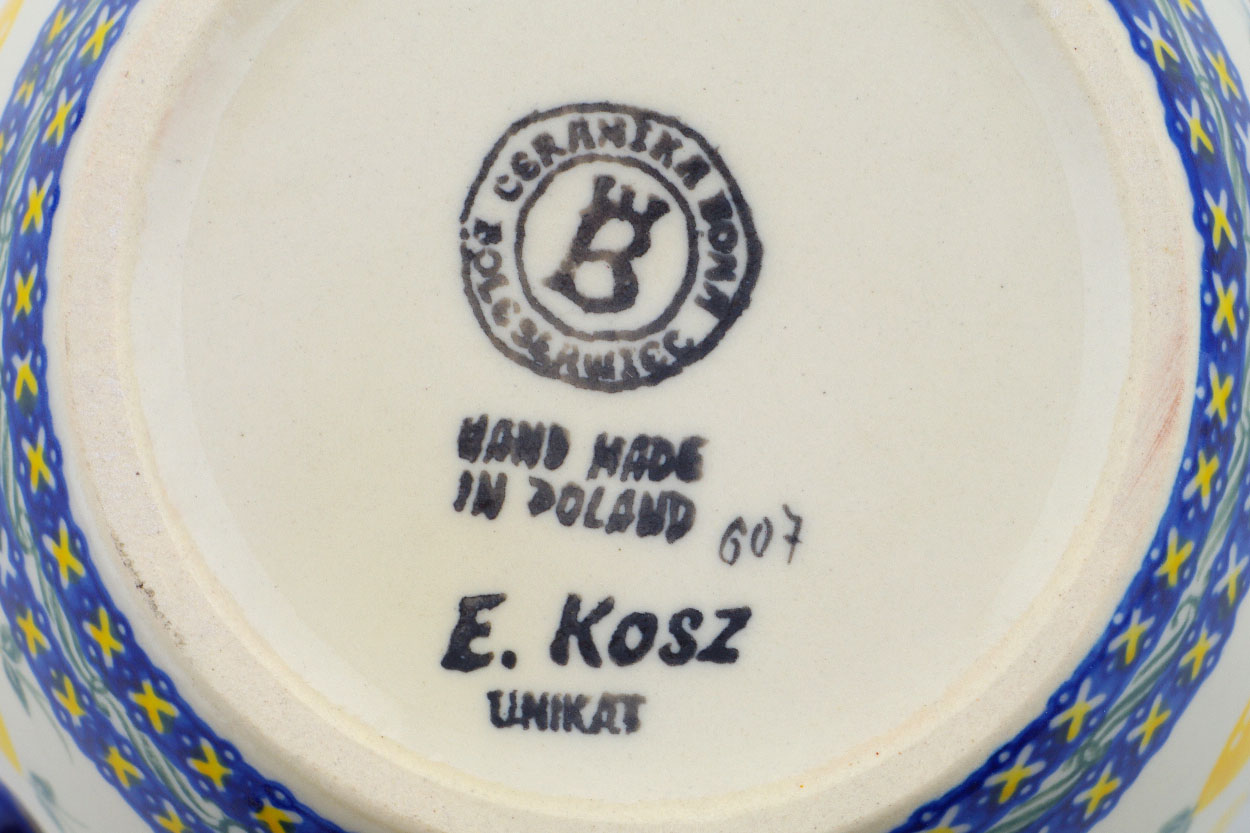 CERAMIKA BONA
BOLESŁAWIEC
B
HAND MADE
IN POLAND
607
E. KOSZ
UNIKAT